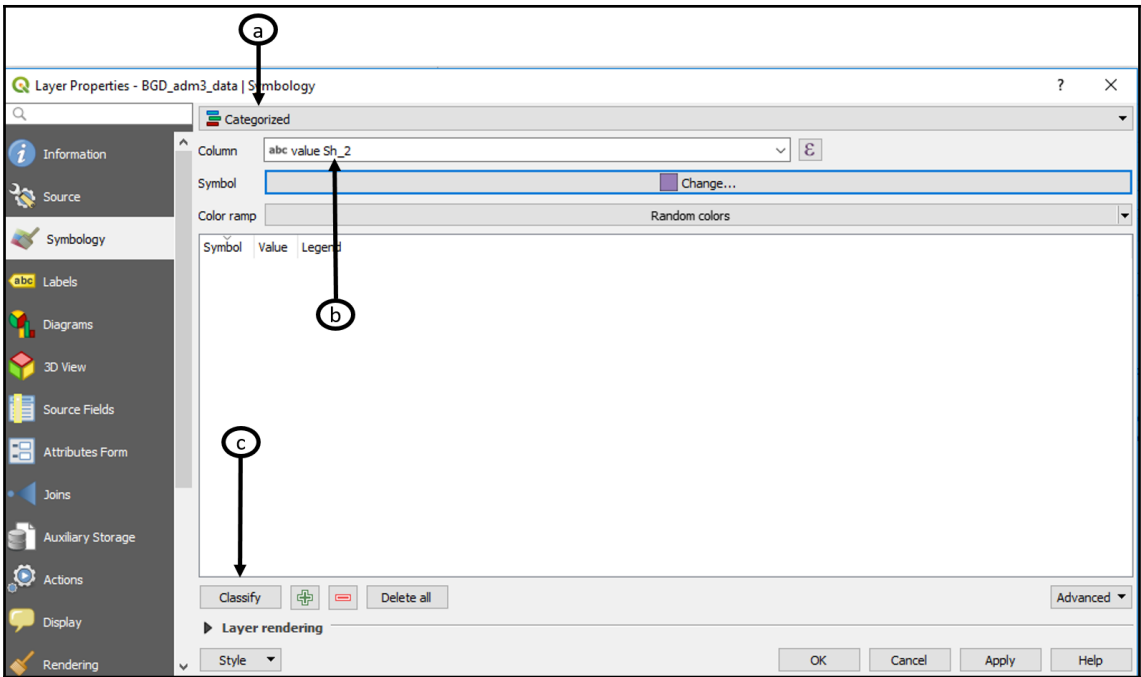 a
Layer Properties - BGD_adm3_data | Symbology
?
Categorized
Information
Column
abc value Sh_2
ε
Source
Symbol
Change...
Color ramp
Random colors
Symbology
Symbol Value Legend
abc Labels
b
Diagrams
3D View
Source Fields
c
Attributes Form
Joins
Auxiliary Storage
Actions
Classify
Delete all
Advanced
Display
Layer rendering
Rendering
Style
OK
Cancel
Apply
Help